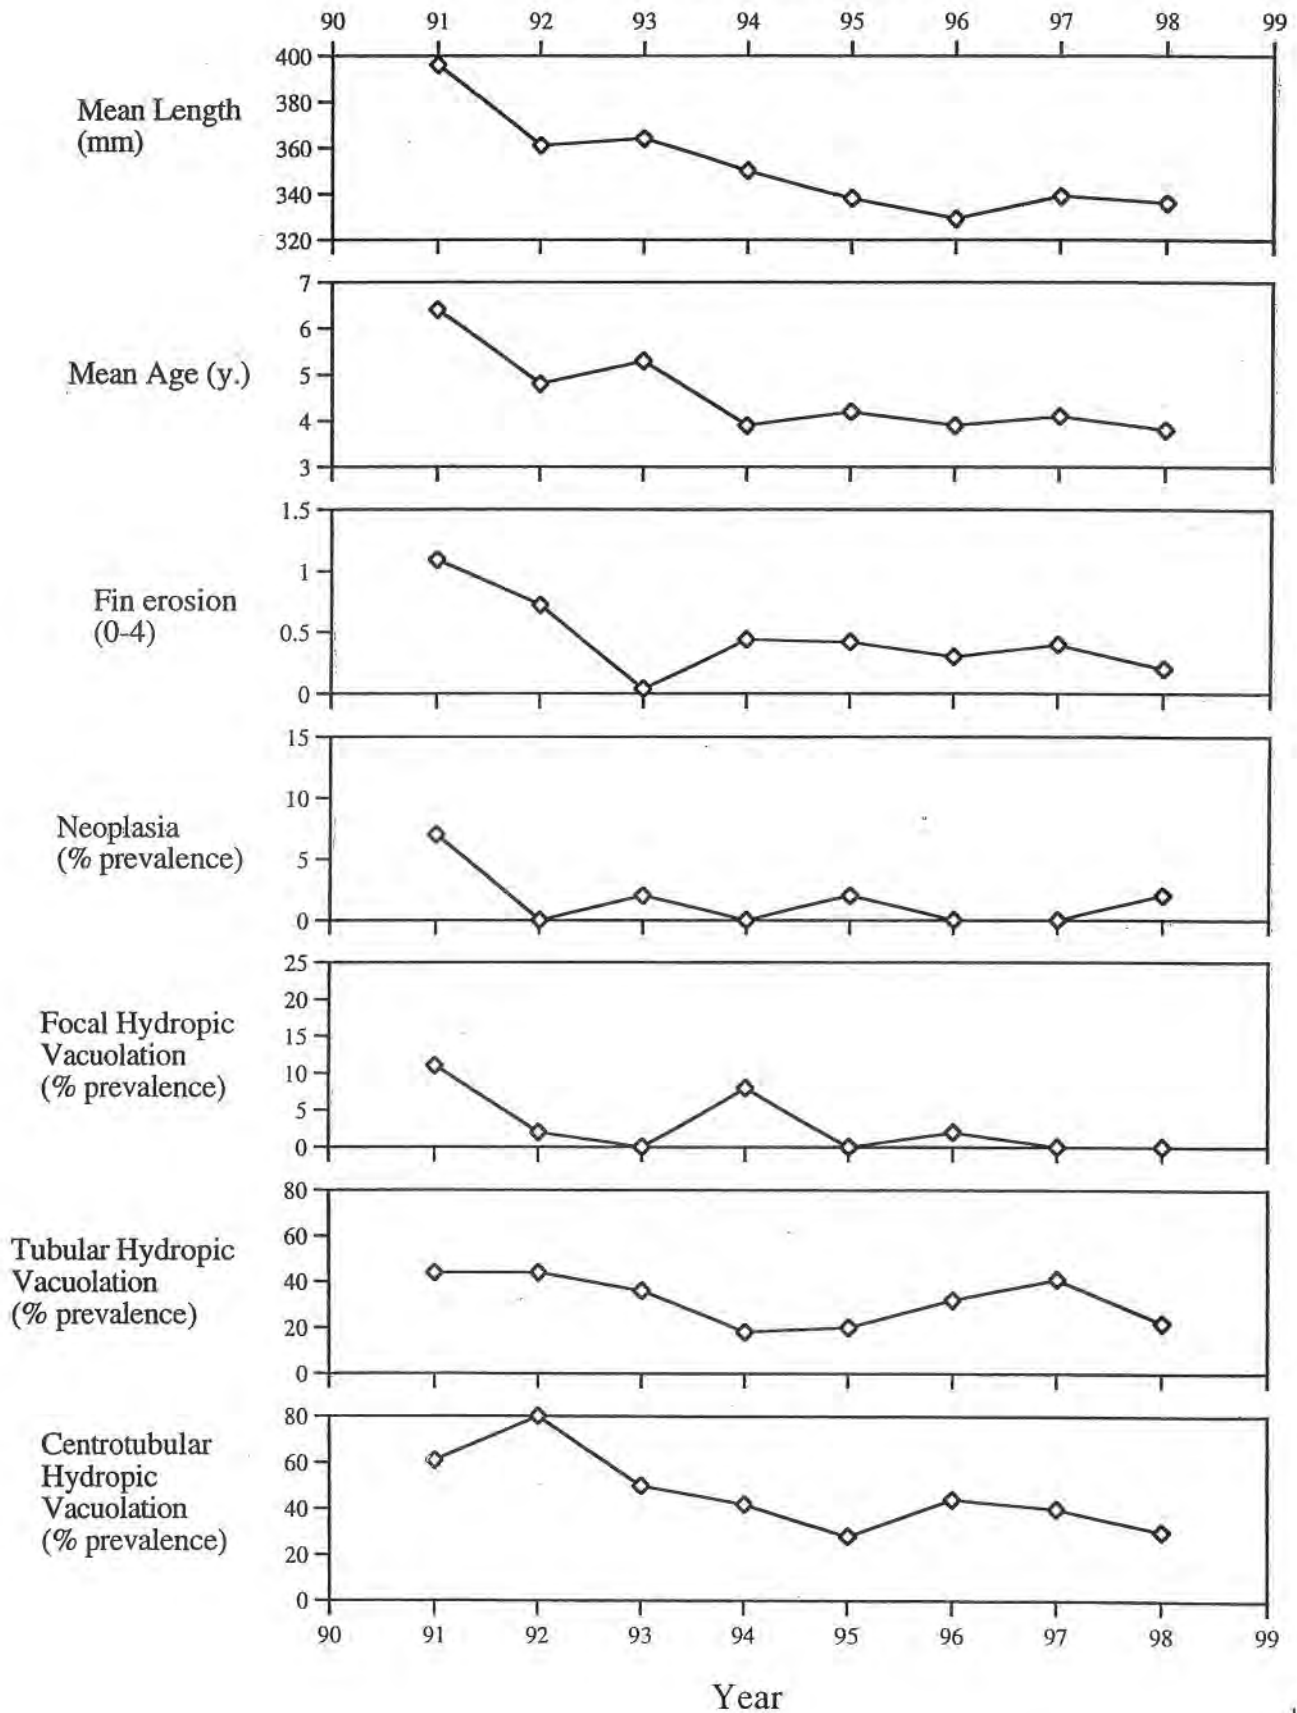 90 91 92 93 94 95 96 97 98 99
Mean Length
(mm)
400
380
360
340
320
Mean Age (y.)
7
6
5
4
3
Fin erosion
(0-4)
1.5
1
0.5
0
Neoplasia
(% prevalence)
15
10
5
0
Focal Hydropic
Vacuolation
(% prevalence)
25
20
15
10
5
0
Tubular Hydropic
Vacuolation
(% prevalence)
80
60
40
20
0
Centrotubular
Hydropic
Vacuolation
(% prevalence)
80
60
40
20
0
90 91 92 93 94 95 96 97 98 99
Year